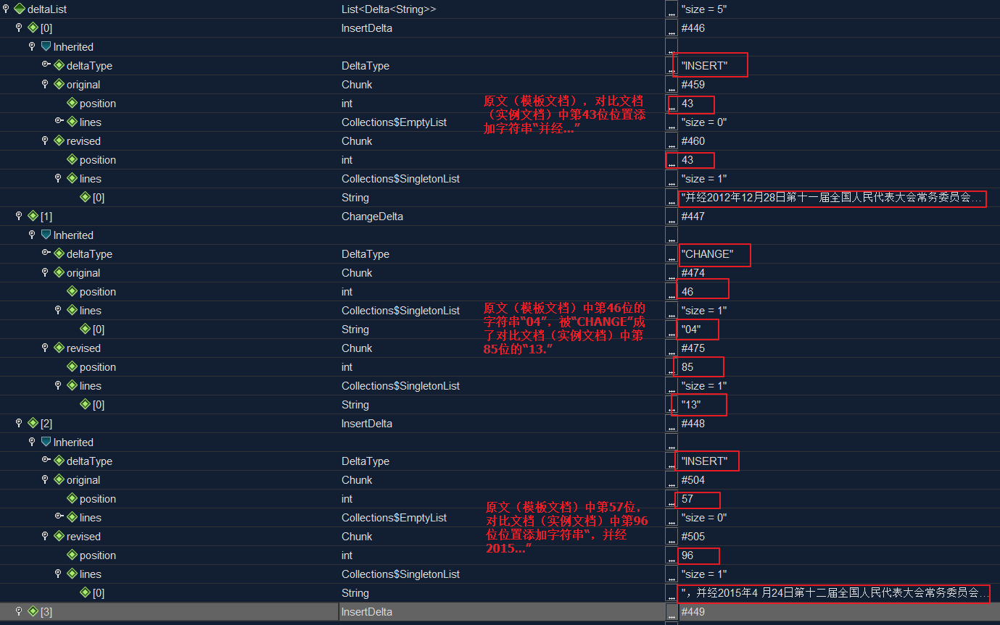 deltaList List<Delta<String>> ... "size = 5"
[0] InsertDelta ... #446
Inherited ...
deltaType DeltaType ... "INSERT"
original Chunk ... #459
position int ... 43
lines Collections$EmptyList ... "size = 0"
原文（模板文档），对比文档
（实例文档）中第43位位置添
加字符串“并经...”
revised Chunk ... #460
position int ... 43
lines Collections$SingletonList ... "size = 1"
[0] String ... "并经2012年12月28日第十一届全国人民代表大会常务委员会...
[1] ChangeDelta ... #447
Inherited ...
deltaType DeltaType ... "CHANGE"
original Chunk ... #474
position int ... 46
lines Collections$SingletonList ... "size = 1"
[0] String ... "04"
原文（模板文档）中第46位的
字符串“04”，被“CHANGE”成
了对比文档（实例文档）中第
85位的“13.”
revised Chunk ... #475
position int ... 85
lines Collections$SingletonList ... "size = 1"
[0] String ... "13"
[2] InsertDelta ... #448
Inherited ...
deltaType DeltaType ... "INSERT"
original Chunk ... #504
position int ... 57
lines Collections$EmptyList ... "size = 0"
原文（模板文档）中第57位，
对比文档（实例文档）中第96
位位置添加字符串“，并经
2015...”
revised Chunk ... #505
position int ... 96
lines Collections$SingletonList ... "size = 1"
[0] String ... "，并经2015年4 月24日第十二届全国人民代表大会常务委员会...
[3] InsertDelta ... #449